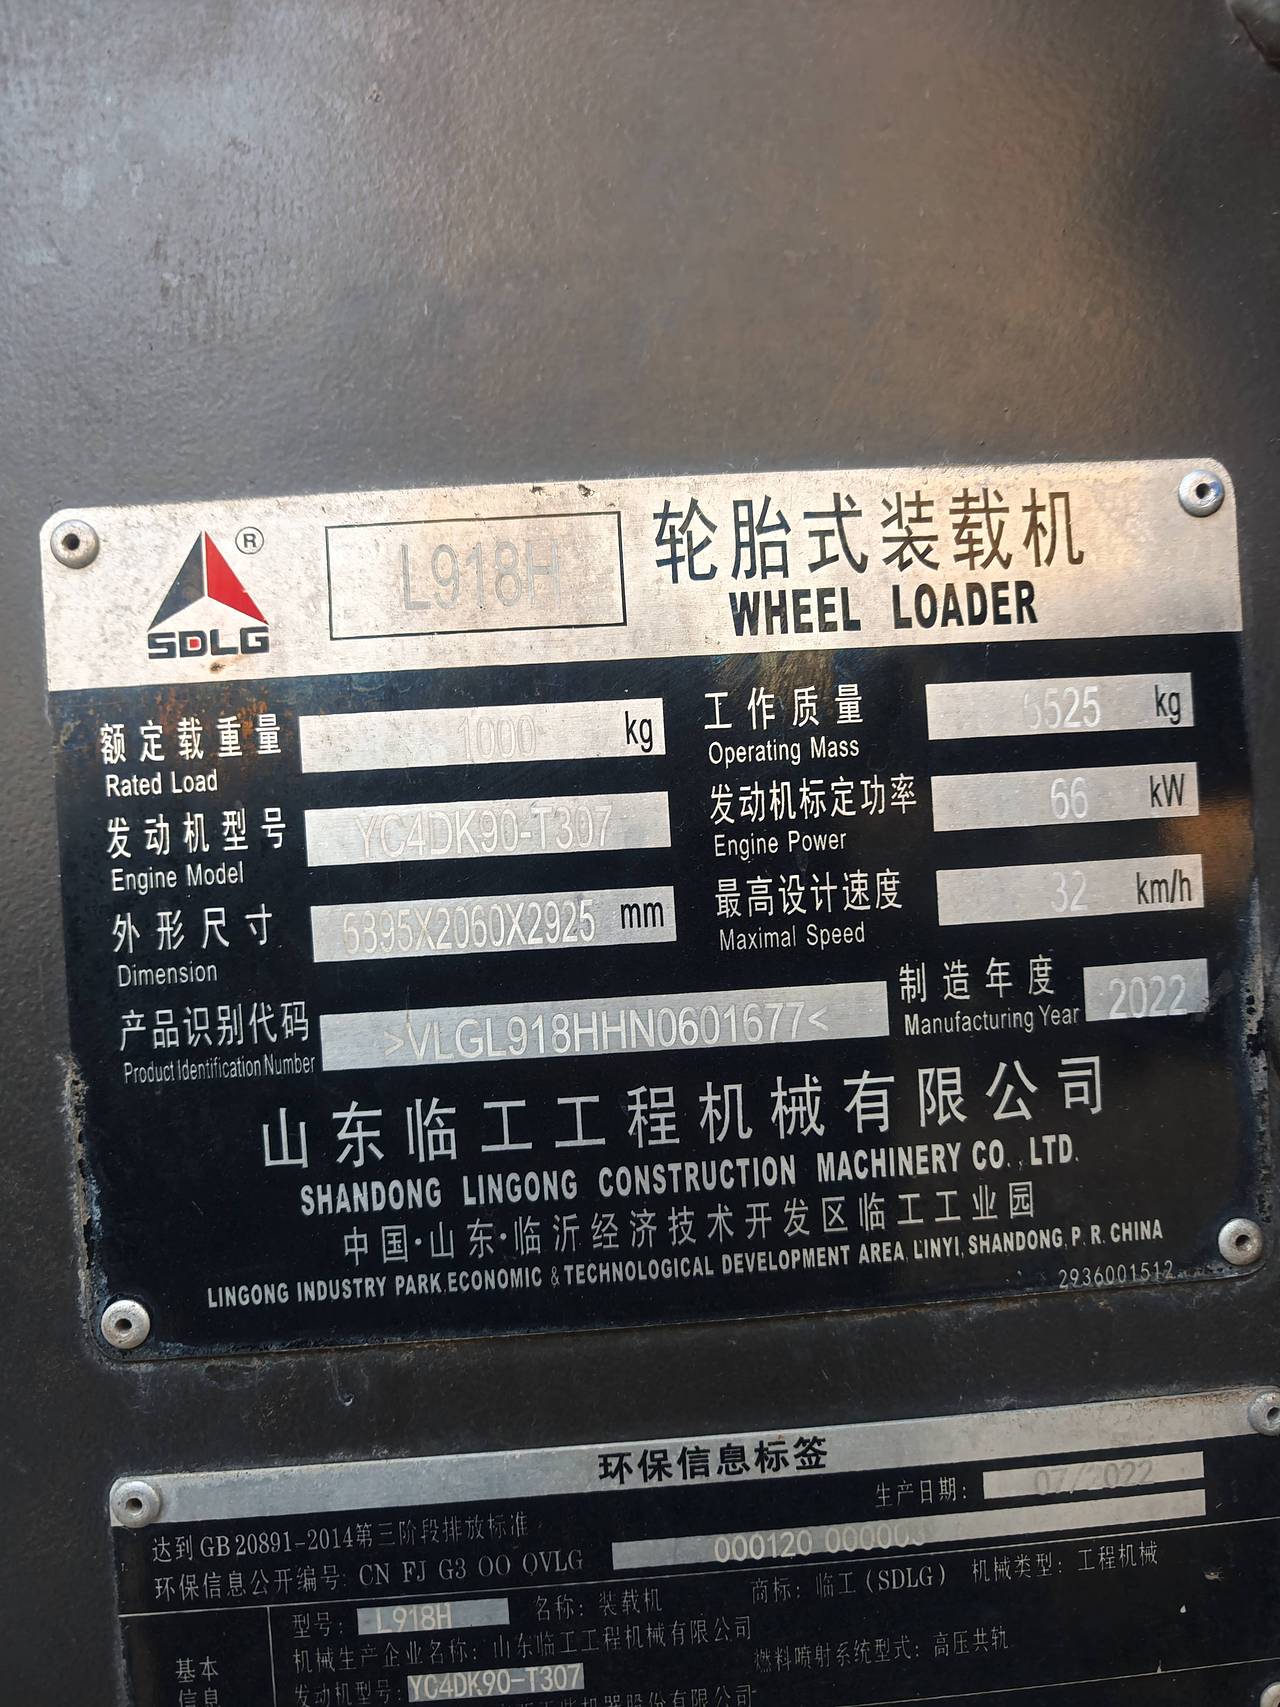 SDLG ®
L918H
轮胎式装载机
WHEEL LOADER
额定载重量 1000 kg
Rated Load
工作质量 6525 kg
Operating Mass
发动机型号 YC4DK90-T307
Engine Model
发动机标定功率 66 kW
Engine Power
外形尺寸 mm
Dimension
最高设计速度 32 km/h
Maximal Speed
产品识别代码 >VLGL918HHN0601677<
Product Identification Number
制造年度 2022
Manufacturing Year
山东临工工程机械有限公司
SHANDONG LINGONG CONSTRUCTION MACHINERY CO.,LTD.
中国·山东·临沂经济技术开发区临工工业园
LINGONG INDUSTRY PARK,ECONOMIC & TECHNOLOGICAL DEVELOPMENT AREA, LINYI, SHANDONG, P. R. CHINA
2936001512
环保信息标签
生产日期: 07/2022
达到GB 20891-2014第三阶段排放标准
环保信息公开编号: CN FJ G3 OO OVLG 000120
型号: L918H 名称: 装载机 商标: 临工(SDLG) 机械类型: 工程机械
基本
信息
机械生产企业名称: 山东临工工程机械有限公司 燃料喷射系统型式: 高压共轨
发动机型号: YC4DK90-T307